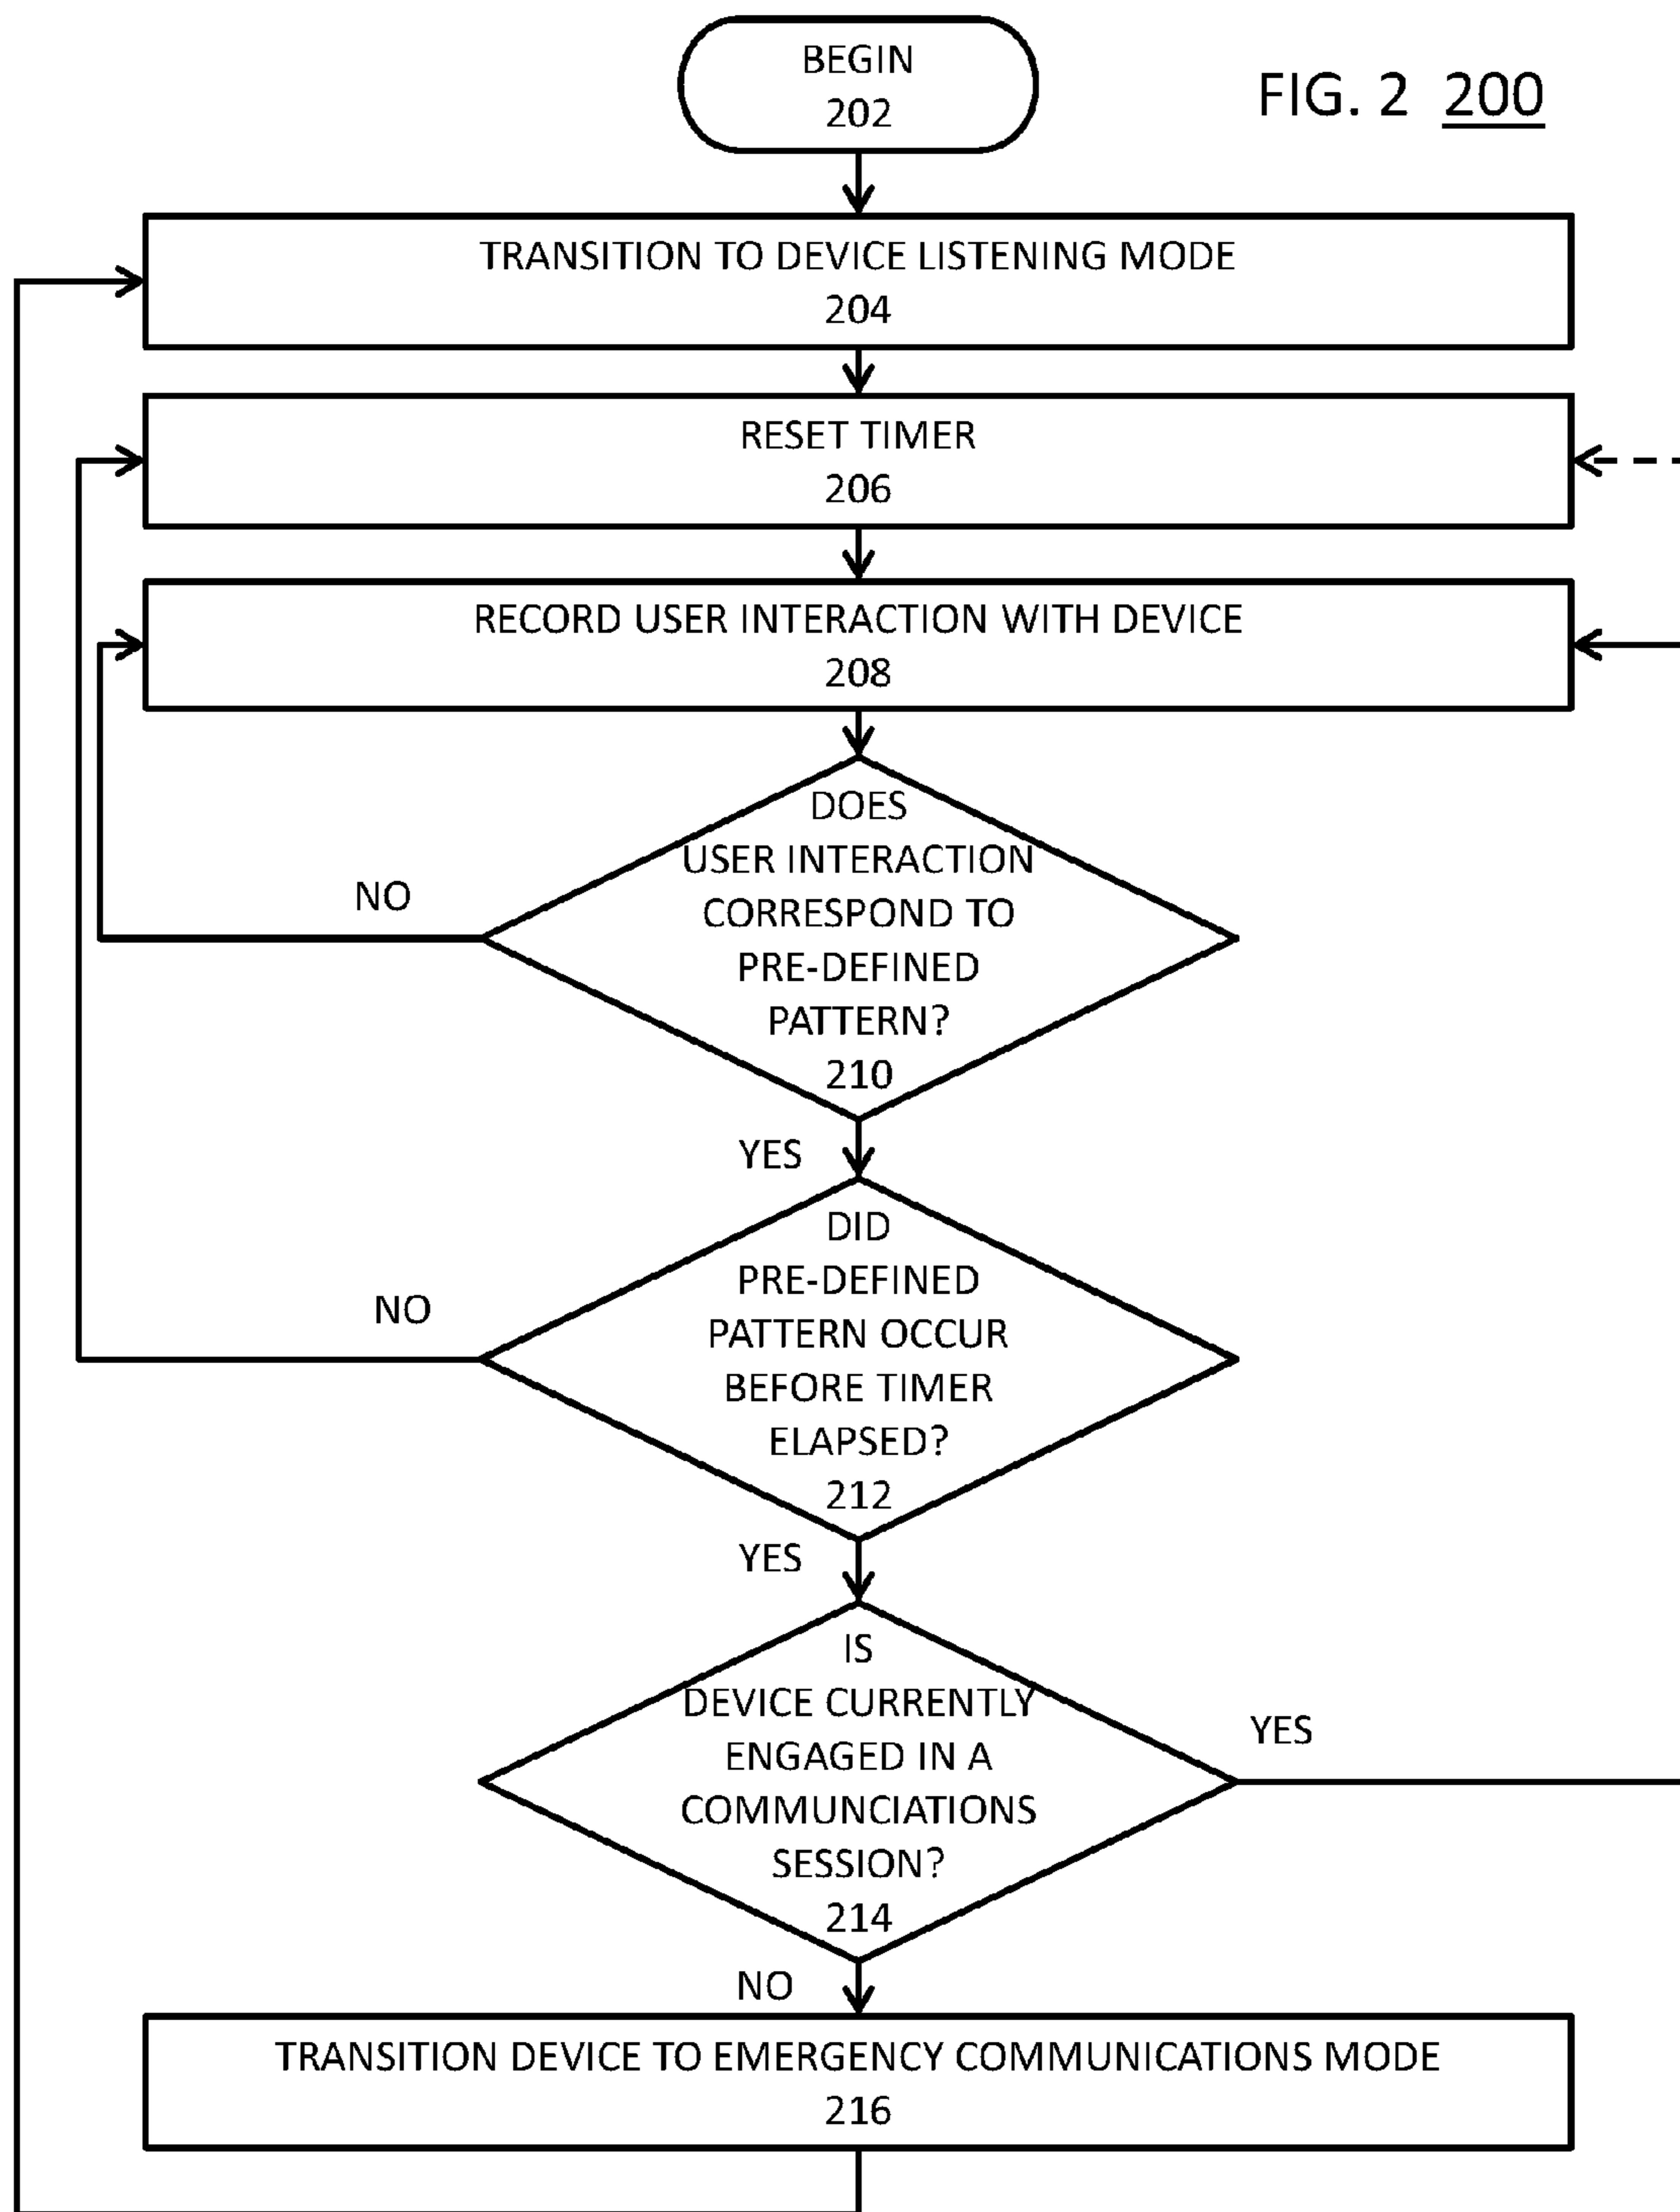 BEGIN
202
FIG. 2 200
TRANSITION TO DEVICE LISTENING MODE
204
RESET TIMER
206
RECORD USER INTERACTION WITH DEVICE
208
DOES
USER INTERACTION
CORRESPOND TO
PRE-DEFINED
PATTERN?
210
NO
YES
DID
PRE-DEFINED
PATTERN OCCUR
BEFORE TIMER
ELAPSED?
212
NO
YES
IS
DEVICE CURRENTLY
ENGAGED IN A
COMMUNCIATIONS
SESSION?
214
YES
NO
TRANSITION DEVICE TO EMERGENCY COMMUNICATIONS MODE
216